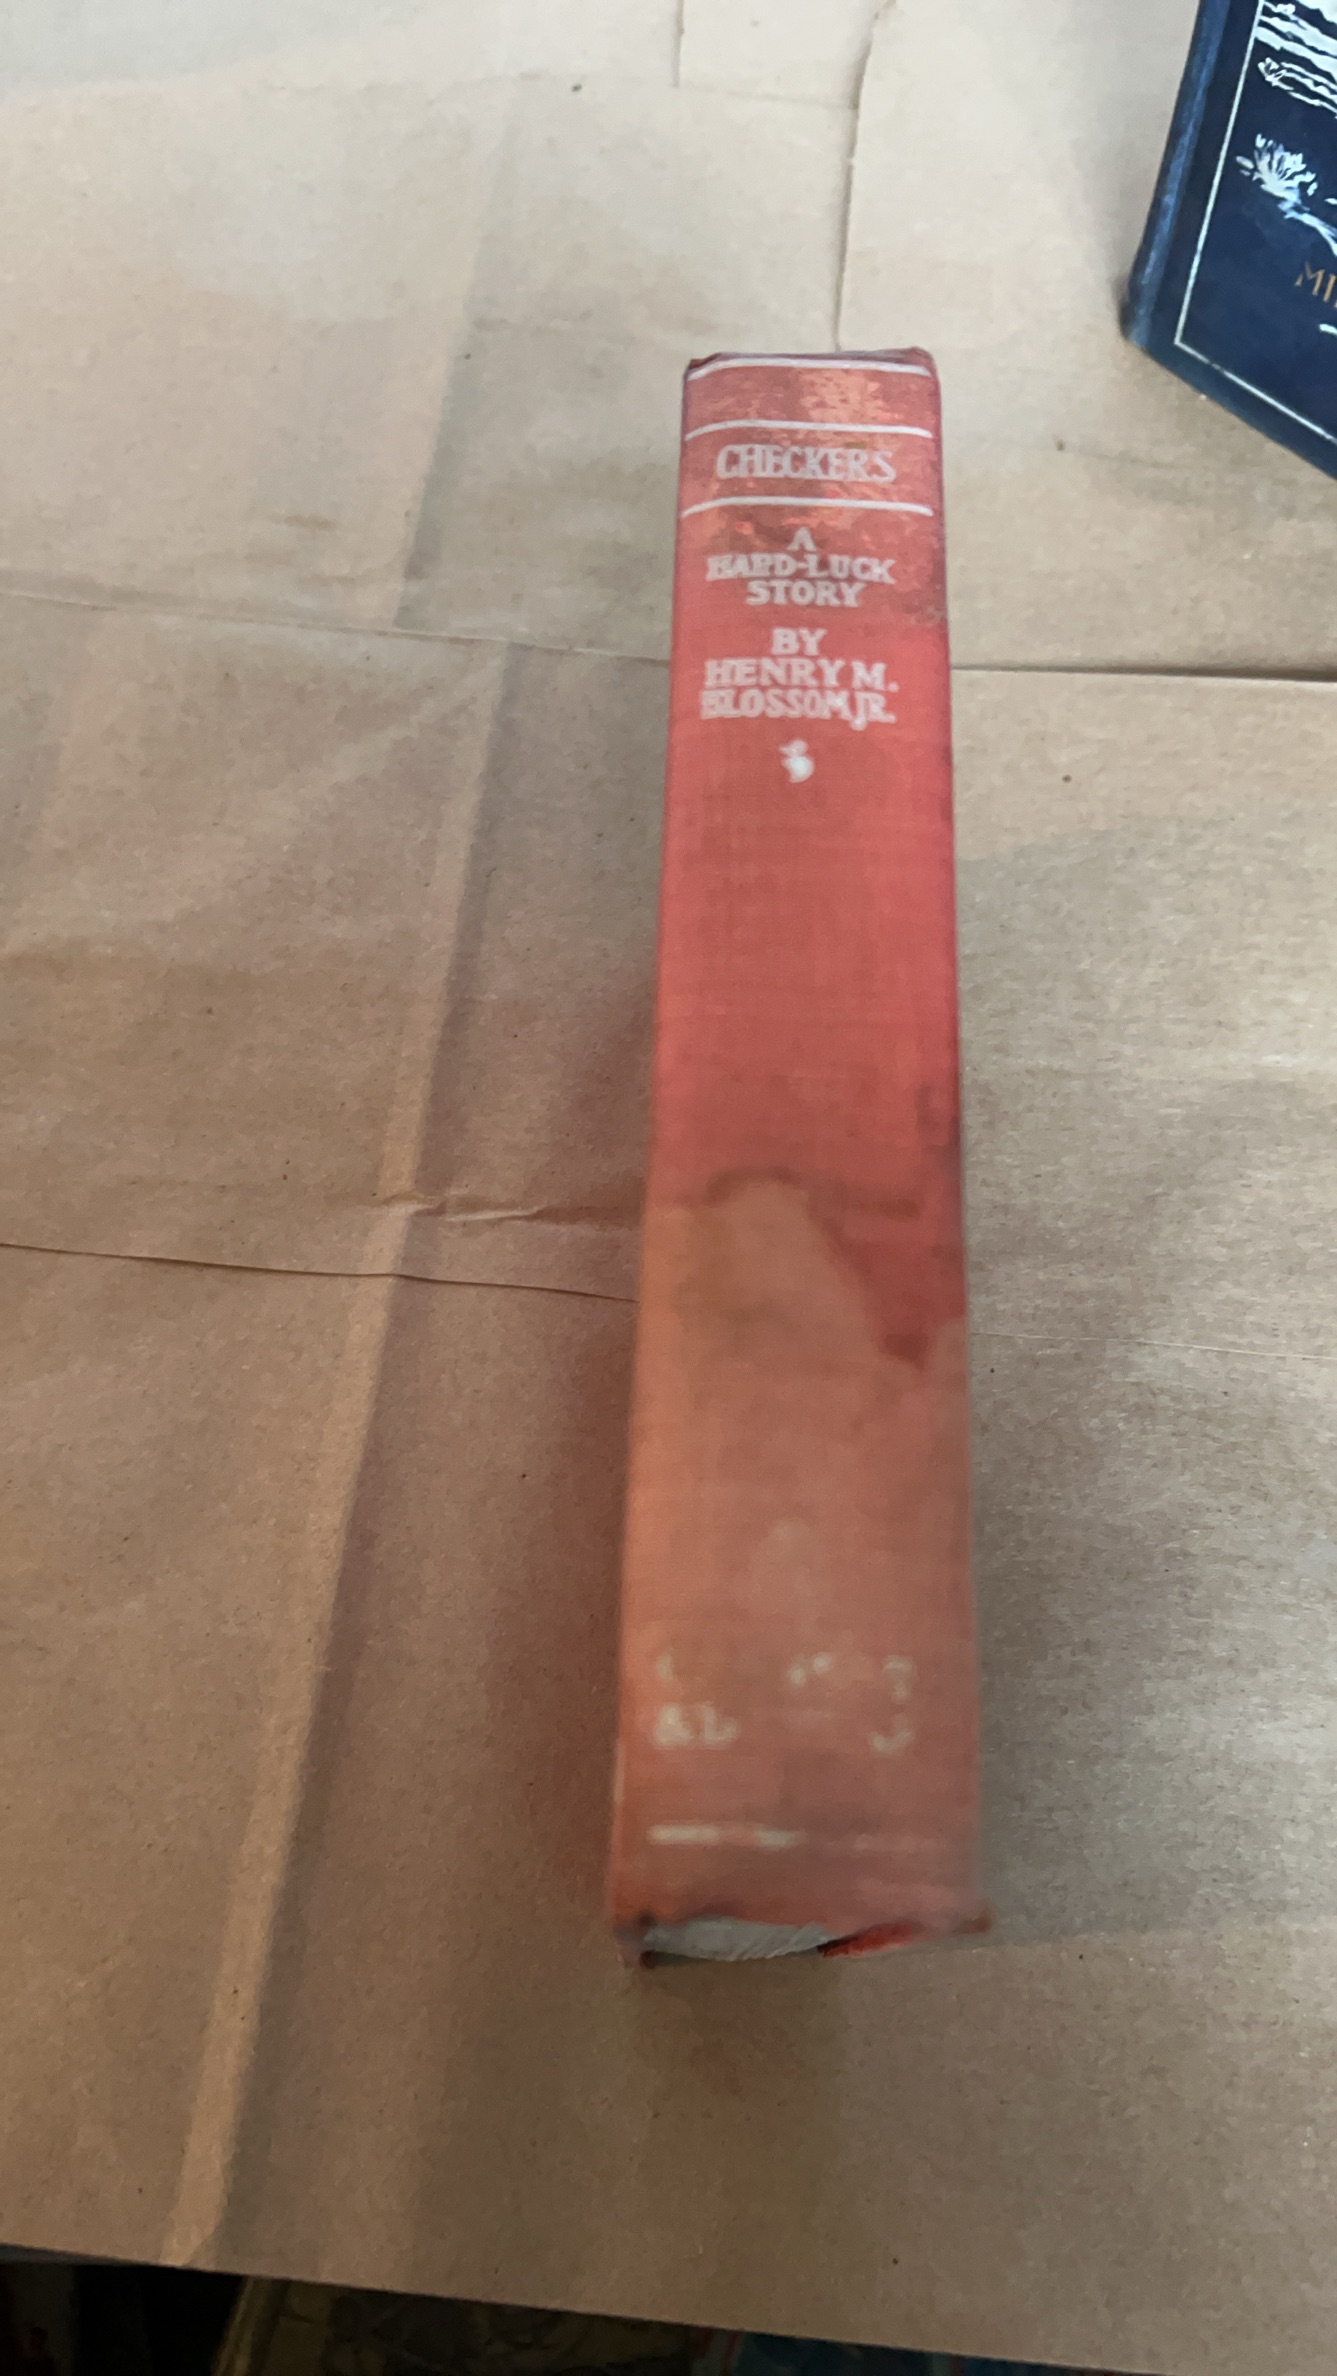 CHECKERS
A
HARD-LUCK
STORY
BY
HENRY M.
BLOSSOM, JR.